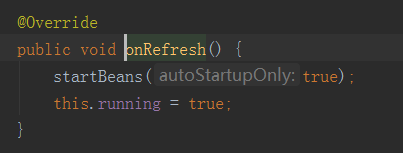 @Override
public void onRefresh() {
startBeans( autoStartupOnly: true);
this.running = true;
}